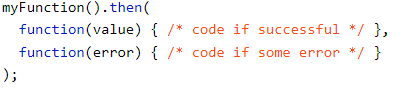 myFunction().then(
  function(value) { /* code if successful */ },
  function(error) { /* code if some error */ }
);